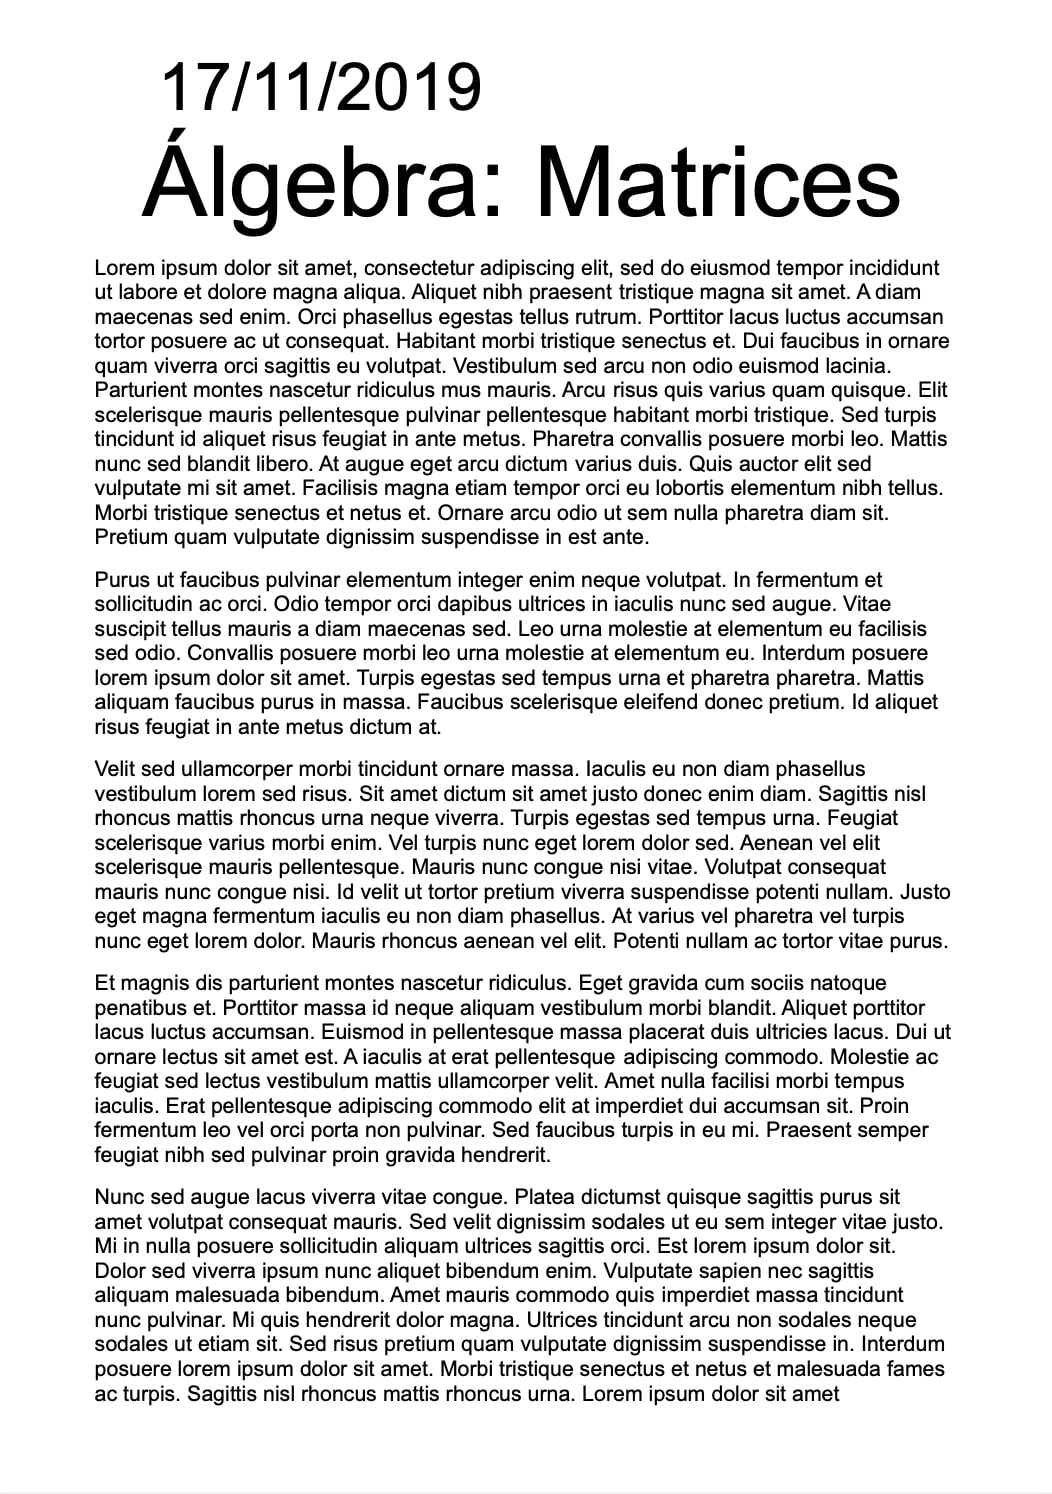 17/11/2019
Álgebra: Matrices
Lorem ipsum dolor sit amet, consectetur adipiscing elit, sed do eiusmod tempor incididunt
ut labore et dolore magna aliqua. Aliquet nibh praesent tristique magna sit amet. A diam
maecenas sed enim. Orci phasellus egestas tellus rutrum. Porttitor lacus luctus accumsan
tortor posuere ac ut consequat. Habitant morbi tristique senectus et. Dui faucibus in ornare
quam viverra orci sagittis eu volutpat. Vestibulum sed arcu non odio euismod lacinia.
Parturient montes nascetur ridiculus mus mauris. Arcu risus quis varius quam quisque. Elit
scelerisque mauris pellentesque pulvinar pellentesque habitant morbi tristique. Sed turpis
tincidunt id aliquet risus feugiat in ante metus. Pharetra convallis posuere morbi leo. Mattis
nunc sed blandit libero. At augue eget arcu dictum varius duis. Quis auctor elit sed
vulputate mi sit amet. Facilisis magna etiam tempor orci eu lobortis elementum nibh tellus.
Morbi tristique senectus et netus et. Ornare arcu odio ut sem nulla pharetra diam sit.
Pretium quam vulputate dignissim suspendisse in est ante.
Purus ut faucibus pulvinar elementum integer enim neque volutpat. In fermentum et
sollicitudin ac orci. Odio tempor orci dapibus ultrices in iaculis nunc sed augue. Vitae
suscipit tellus mauris a diam maecenas sed. Leo urna molestie at elementum eu facilisis
sed odio. Convallis posuere morbi leo urna molestie at elementum eu. Interdum posuere
lorem ipsum dolor sit amet. Turpis egestas sed tempus urna et pharetra pharetra. Mattis
aliquam faucibus purus in massa. Faucibus scelerisque eleifend donec pretium. Id aliquet
risus feugiat in ante metus dictum at.
Velit sed ullamcorper morbi tincidunt ornare massa. Iaculis eu non diam phasellus
vestibulum lorem sed risus. Sit amet dictum sit amet justo donec enim diam. Sagittis nisl
rhoncus mattis rhoncus urna neque viverra. Turpis egestas sed tempus urna. Feugiat
scelerisque varius morbi enim. Vel turpis nunc eget lorem dolor sed. Aenean vel elit
scelerisque mauris pellentesque. Mauris nunc congue nisi vitae. Volutpat consequat
mauris nunc congue nisi. Id velit ut tortor pretium viverra suspendisse potenti nullam. Justo
eget magna fermentum iaculis eu non diam phasellus. At varius vel pharetra vel turpis
nunc eget lorem dolor. Mauris rhoncus aenean vel elit. Potenti nullam ac tortor vitae purus.
Et magnis dis parturient montes nascetur ridiculus. Eget gravida cum sociis natoque
penatibus et. Porttitor massa id neque aliquam vestibulum morbi blandit. Aliquet porttitor
lacus luctus accumsan. Euismod in pellentesque massa placerat duis ultricies lacus. Dui ut
ornare lectus sit amet est. A iaculis at erat pellentesque adipiscing commodo. Molestie ac
feugiat sed lectus vestibulum mattis ullamcorper velit. Amet nulla facilisi morbi tempus
iaculis. Erat pellentesque adipiscing commodo elit at imperdiet dui accumsan sit. Proin
fermentum leo vel orci porta non pulvinar. Sed faucibus turpis in eu mi. Praesent semper
feugiat nibh sed pulvinar proin gravida hendrerit.
Nunc sed augue lacus viverra vitae congue. Platea dictumst quisque sagittis purus sit
amet volutpat consequat mauris. Sed velit dignissim sodales ut eu sem integer vitae justo.
Mi in nulla posuere sollicitudin aliquam ultrices sagittis orci. Est lorem ipsum dolor sit.
Dolor sed viverra ipsum nunc aliquet bibendum enim. Vulputate sapien nec sagittis
aliquam malesuada bibendum. Amet mauris commodo quis imperdiet massa tincidunt
nunc pulvinar. Mi quis hendrerit dolor magna. Ultrices tincidunt arcu non sodales neque
sodales ut etiam sit. Sed risus pretium quam vulputate dignissim suspendisse in. Interdum
posuere lorem ipsum dolor sit amet. Morbi tristique senectus et netus et malesuada fames
ac turpis. Sagittis nisl rhoncus mattis rhoncus urna. Lorem ipsum dolor sit amet